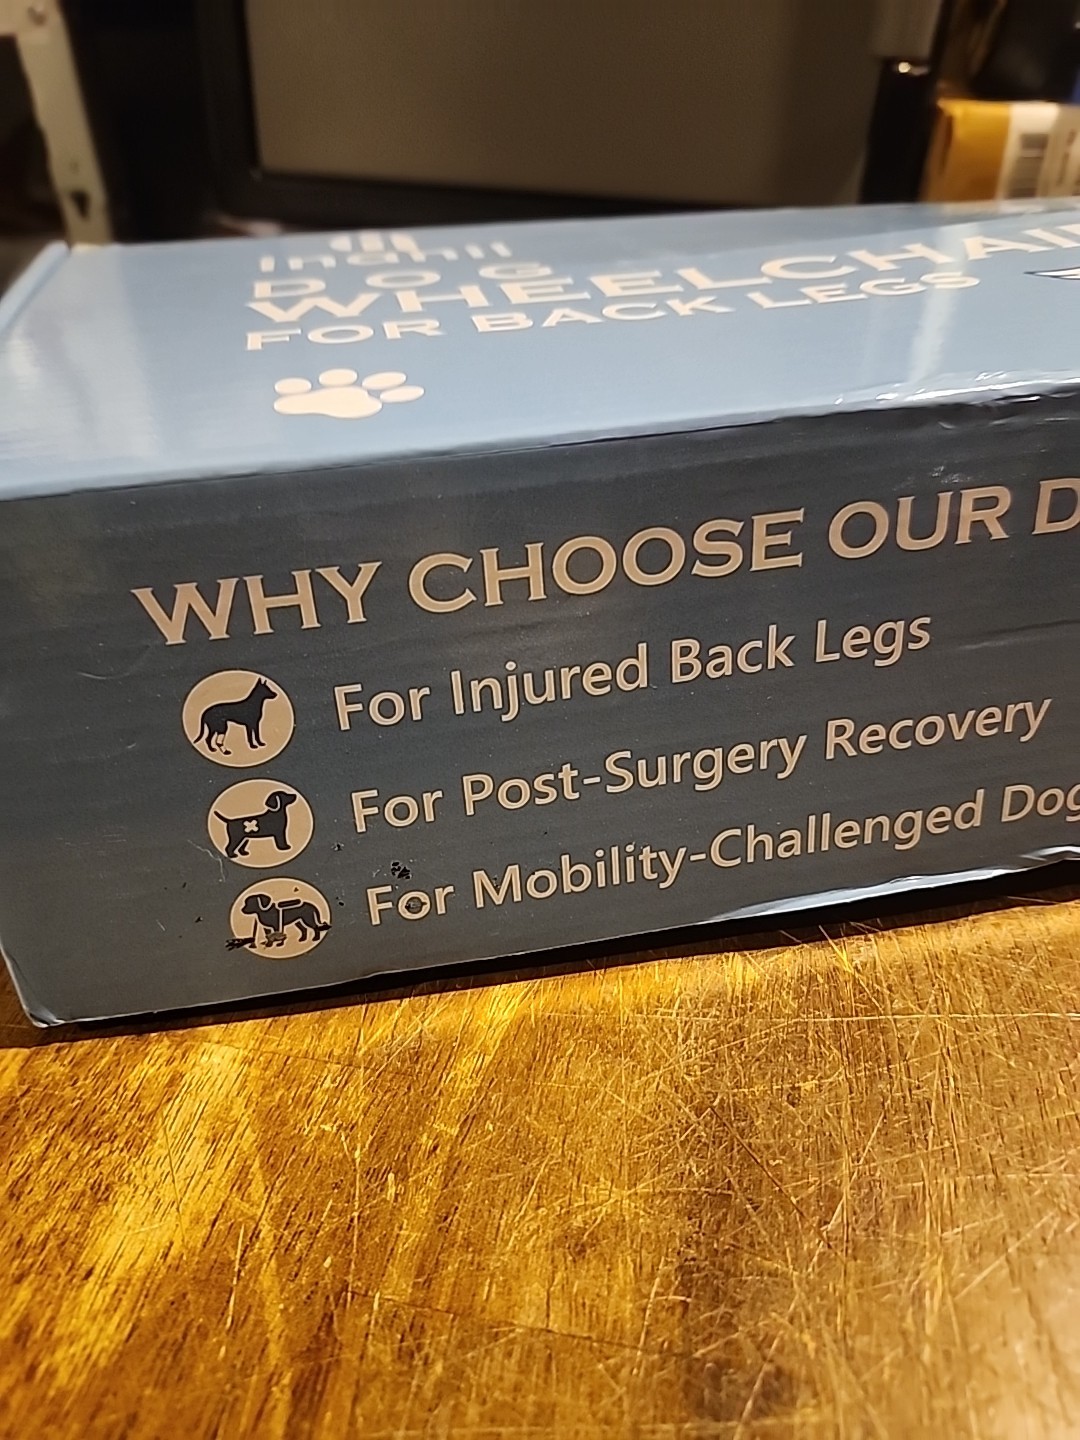 DOG
WHEELCHAIR
FOR BACK LEGS
WHY CHOOSE OUR D
For Injured Back Legs
For Post-Surgery Recovery
For Mobility-Challenged Dog